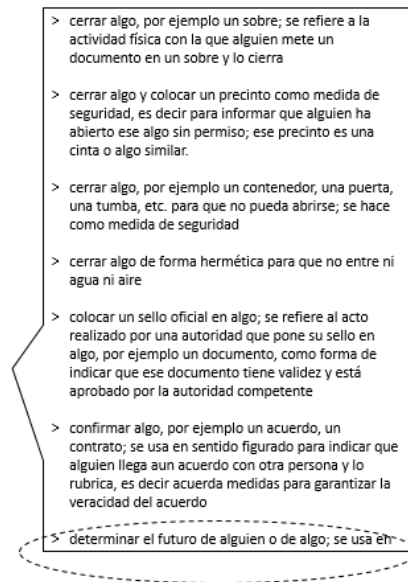 > cerrar algo, por ejemplo un sobre; se refiere a la
actividad física con la que alguien mete un
documento en un sobre y lo cierra
> cerrar algo y colocar un precinto como medida de
seguridad, es decir para informar que alguien ha
abierto ese algo sin permiso; ese precinto es una
cinta o algo similar.
> cerrar algo, por ejemplo un contenedor, una puerta,
una tumba, etc. para que no pueda abrirse; se hace
como medida de seguridad
> cerrar algo de forma hermética para que no entre ni
agua ni aire
> colocar un sello oficial en algo; se refiere al acto
realizado por una autoridad que pone su sello en
algo, por ejemplo un documento, como forma de
indicar que ese documento tiene validez y está
aprobado por la autoridad competente
> confirmar algo, por ejemplo un acuerdo, un
contrato; se usa en sentido figurado para indicar que
alguien llega aun acuerdo con otra persona y lo
rubrica, es decir acuerda medidas para garantizar la
veracidad del acuerdo
> determinar el futuro de alguien o de algo; se usa en